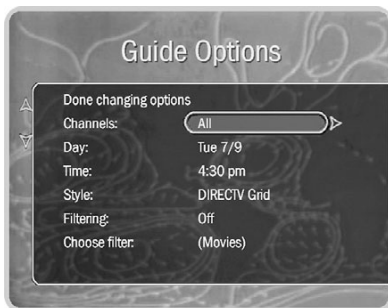 Guide Options
Done changing options
Channels: All
Day: Tue 7/9
Time: 4:30 pm
Style: DIRECTV Grid
Filtering: Off
Choose filter: (Movies)